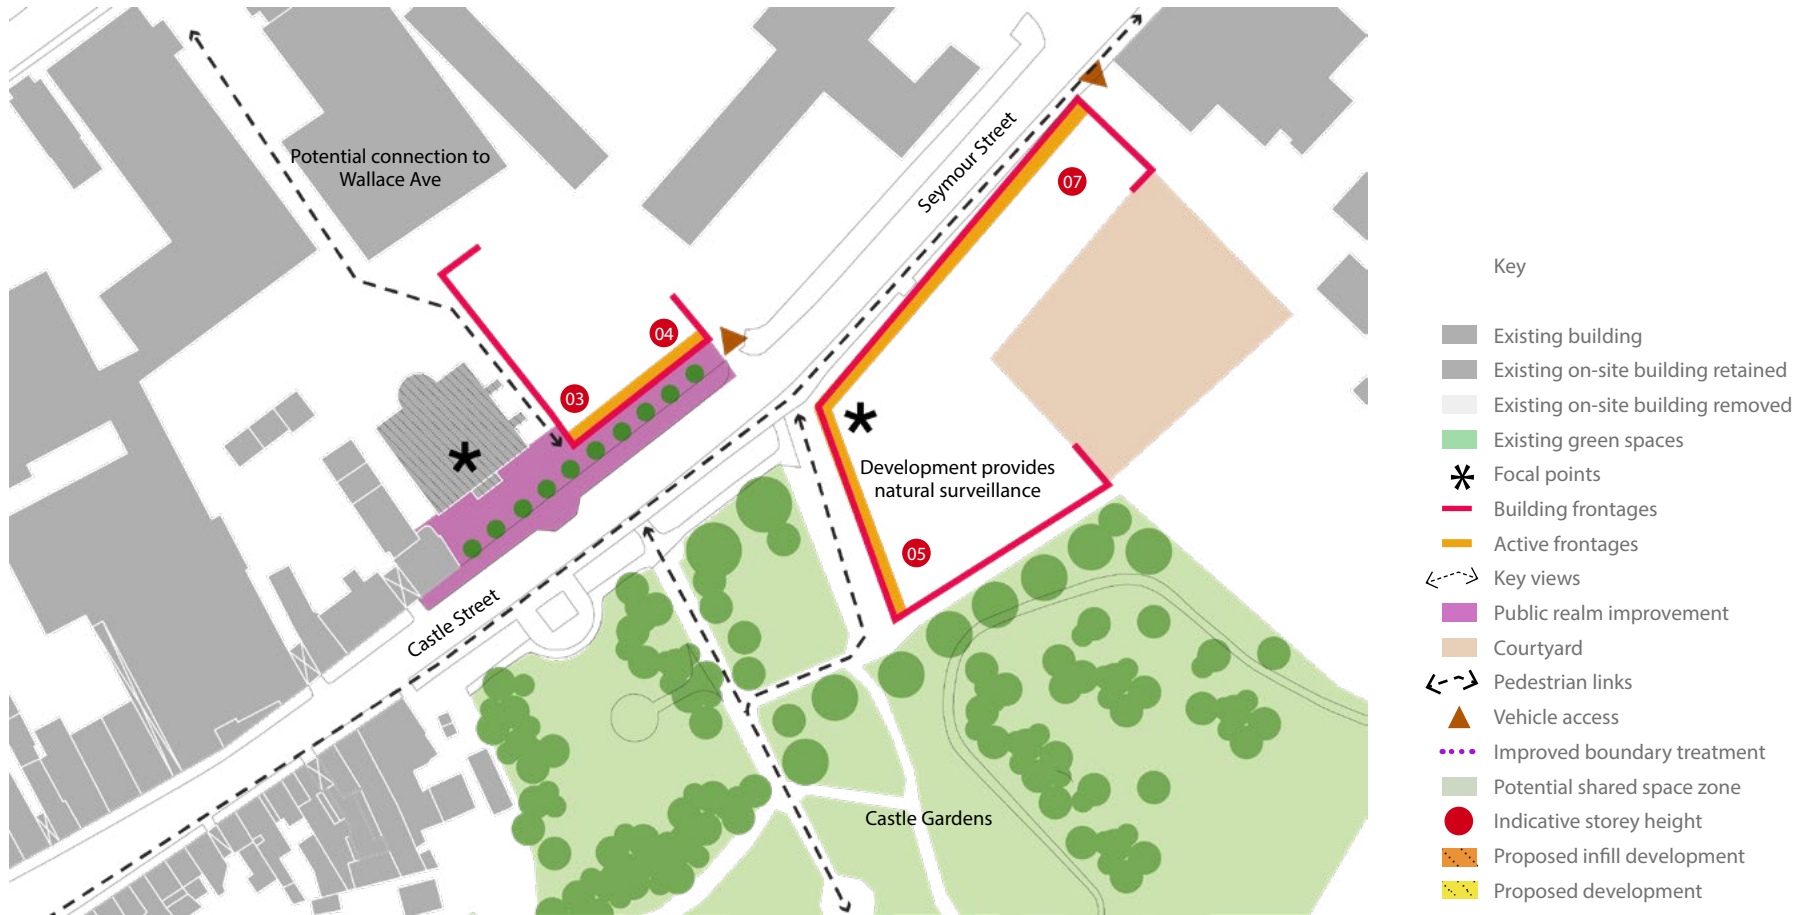 Potential connection to
Wallace Ave
Seymour Street
07
04
03
Development provides
natural surveillance
05
Castle Street
Castle Gardens
Key
Existing building
Existing on-site building retained
Existing on-site building removed
Existing green spaces
Focal points
Building frontages
Active frontages
Key views
Public realm improvement
Courtyard
Pedestrian links
Vehicle access
Improved boundary treatment
Potential shared space zone
Indicative storey height
Proposed infill development
Proposed development